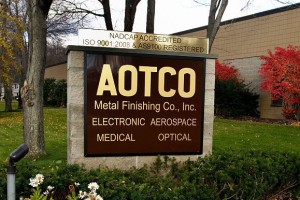 NADCAP ACCREDITED
ISO 9001:2008 & AS9100 REGISTERED
AOTCO
Metal Finishing Co., Inc.
ELECTRONIC AEROSPACE
MEDICAL OPTICAL